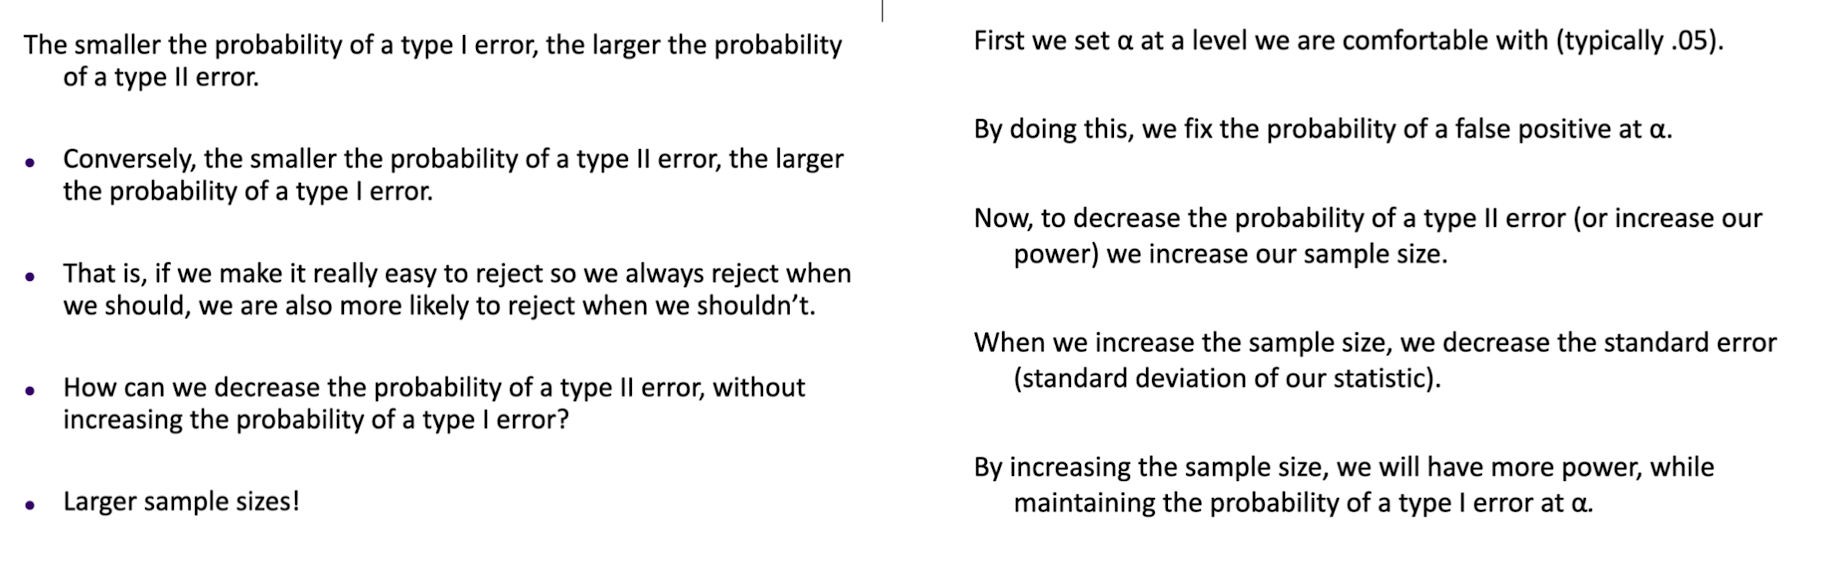 The smaller the probability of a type I error, the larger the probability
of a type II error.
• Conversely, the smaller the probability of a type II error, the larger
the probability of a type I error.
• That is, if we make it really easy to reject so we always reject when
we should, we are also more likely to reject when we shouldn’t.
• How can we decrease the probability of a type II error, without
increasing the probability of a type I error?
• Larger sample sizes!
First we set α at a level we are comfortable with (typically .05).
By doing this, we fix the probability of a false positive at α.
Now, to decrease the probability of a type II error (or increase our
power) we increase our sample size.
When we increase the sample size, we decrease the standard error
(standard deviation of our statistic).
By increasing the sample size, we will have more power, while
maintaining the probability of a type I error at α.